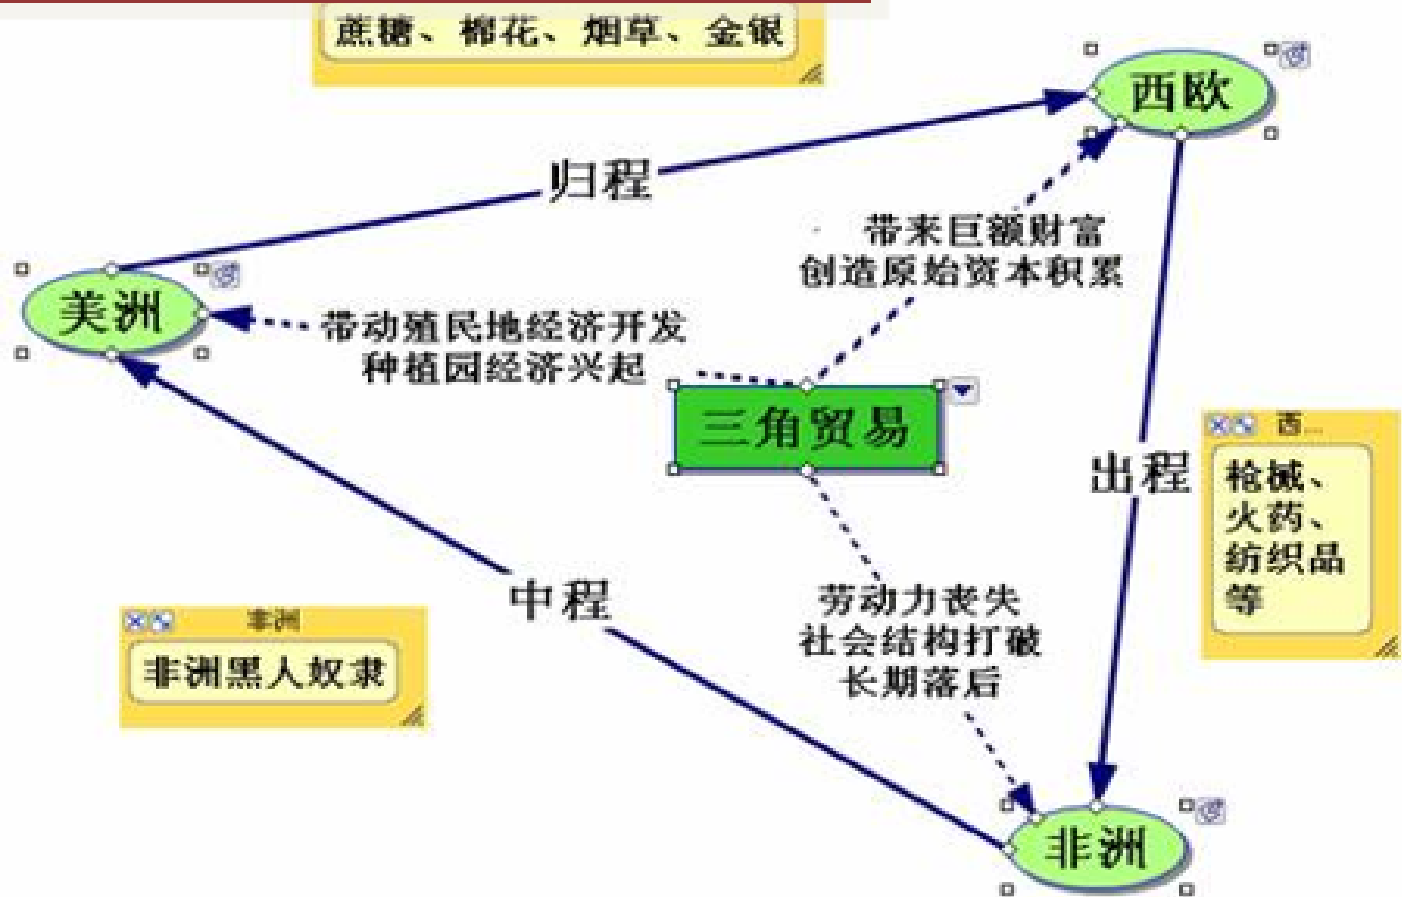 蔗糖、棉花、烟草、金银
西欧
归程
带来巨额财富
创造原始资本积累
美洲
带动殖民地经济开发
种植园经济兴起
三角贸易
西...
出程
枪械、
火药、
纺织品
等
中程
劳动力丧失
社会结构打破
长期落后
非洲
非洲黑人奴隶
非洲